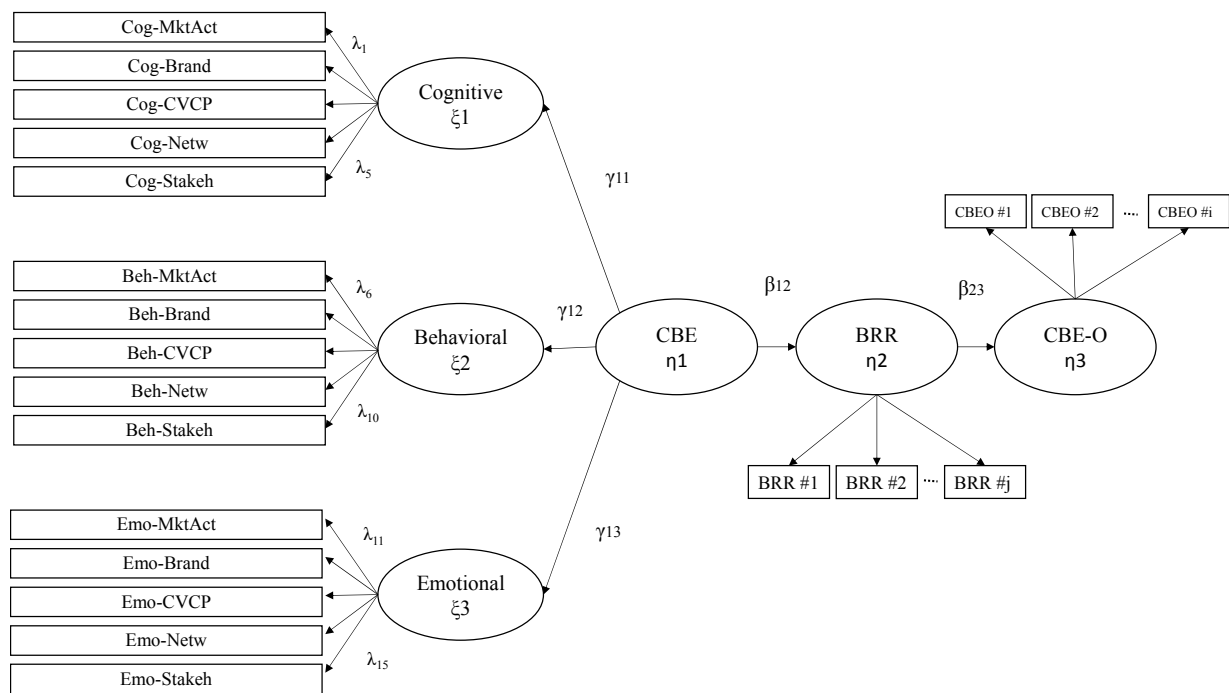 Cog-MktAct
Cog-Brand
Cog-CVCP
Cog-Netw
Cog-Stakeh
λ1
λ5
Cognitive
ξ1
γ11
Beh-MktAct
Beh-Brand
Beh-CVCP
Beh-Netw
Beh-Stakeh
λ6
λ10
Behavioral
ξ2
γ12
Emo-MktAct
Emo-Brand
Emo-CVCP
Emo-Netw
Emo-Stakeh
λ11
λ15
Emotional
ξ3
γ13
CBE
η1
β12
BRR
η2
BRR #1
BRR #2
....
BRR #j
β23
CBE-O
η3
CBEO #1
CBEO #2
....
CBEO #i